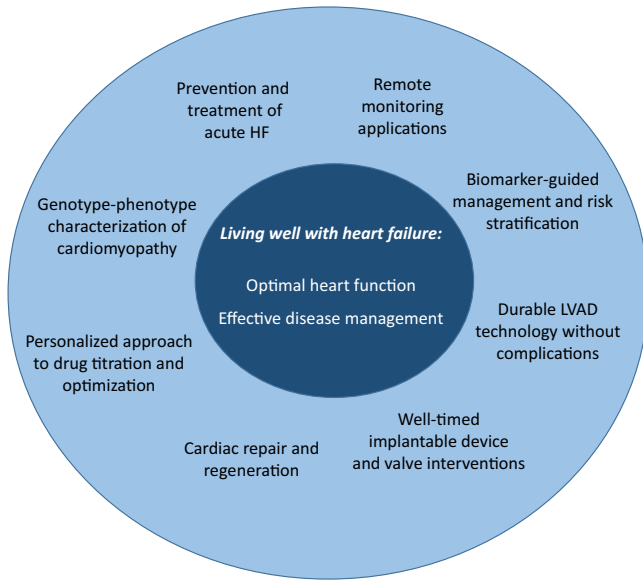 Prevention and
treatment of
acute HF
Remote
monitoring
applications
Biomarker-guided
management and risk
stratification
Genotype-phenotype
characterization of
cardiomyopathy
Living well with heart failure:
Optimal heart function
Effective disease management
Durable LVAD
technology without
complications
Personalized approach
to drug titration and
optimization
Well-timed
implantable device
and valve interventions
Cardiac repair and
regeneration